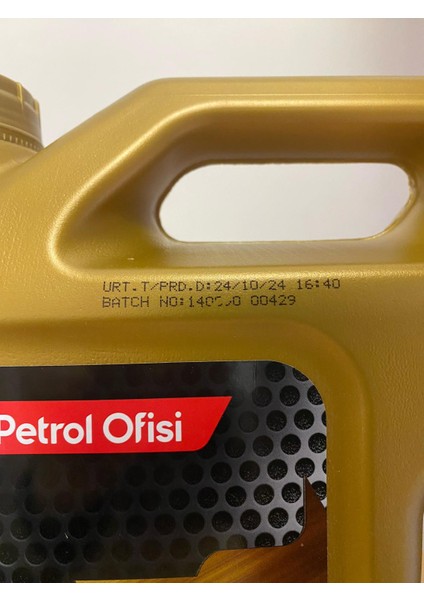 URT.T/PRD.D:24/10/24 16:40
BATCH NO: 00429
Petrol Ofisi